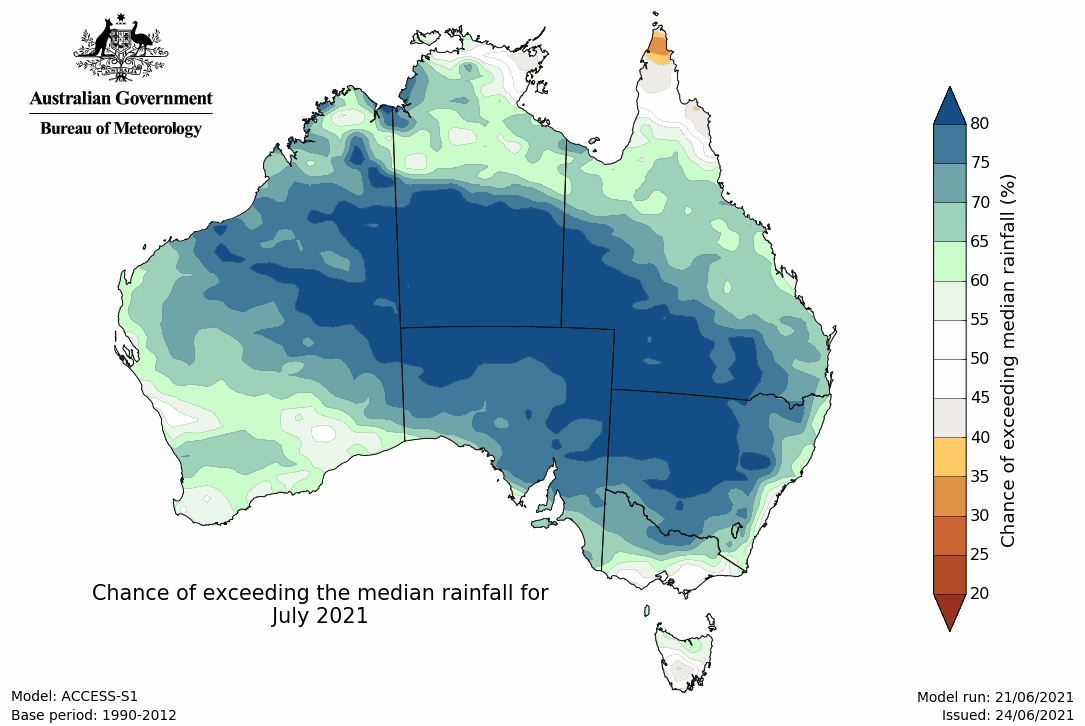 Australian Government
Bureau of Meteorology
80
75
70
65
60
55
50
45
40
35
30
25
20
Chance of exceeding median rainfall (%)
Chance of exceeding the median rainfall for
July 2021
Model: ACCESS-S1
Base period: 1990-2012
Model run: 21/06/2021
Issued: 24/06/2021